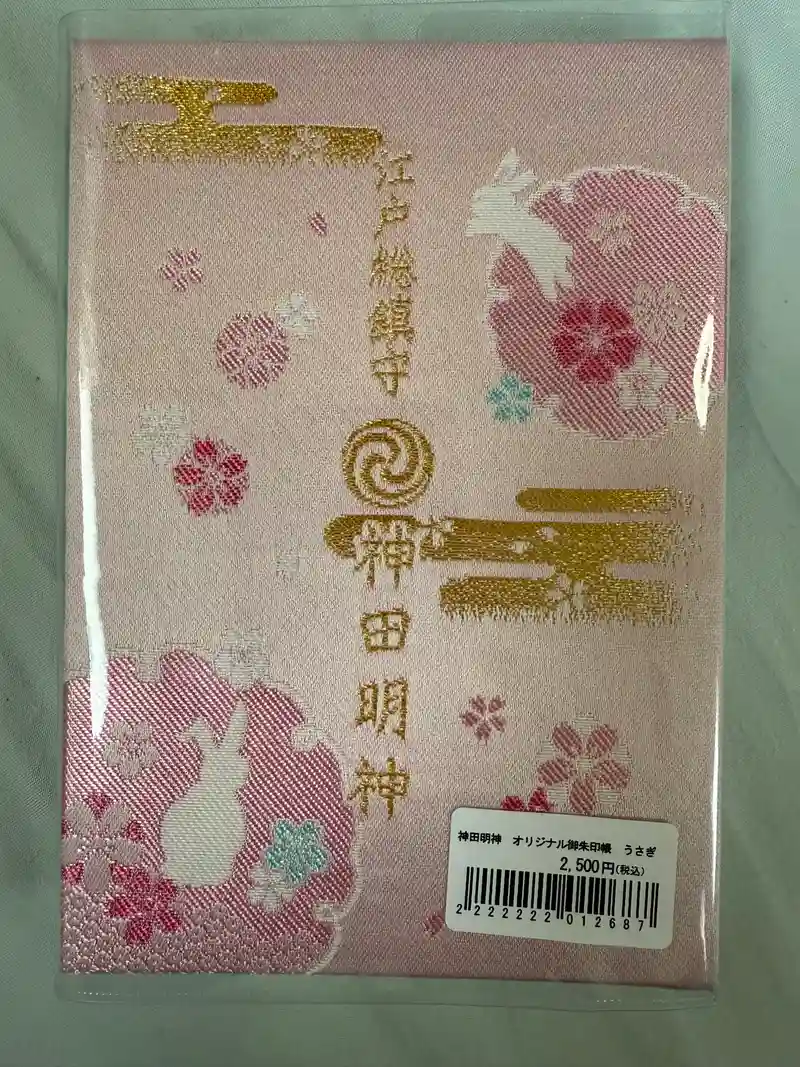 江戸総鎮守
神田明神
神田明神 オリジナル御朱印帳 うさぎ
2,500円(税込)
2222222012687